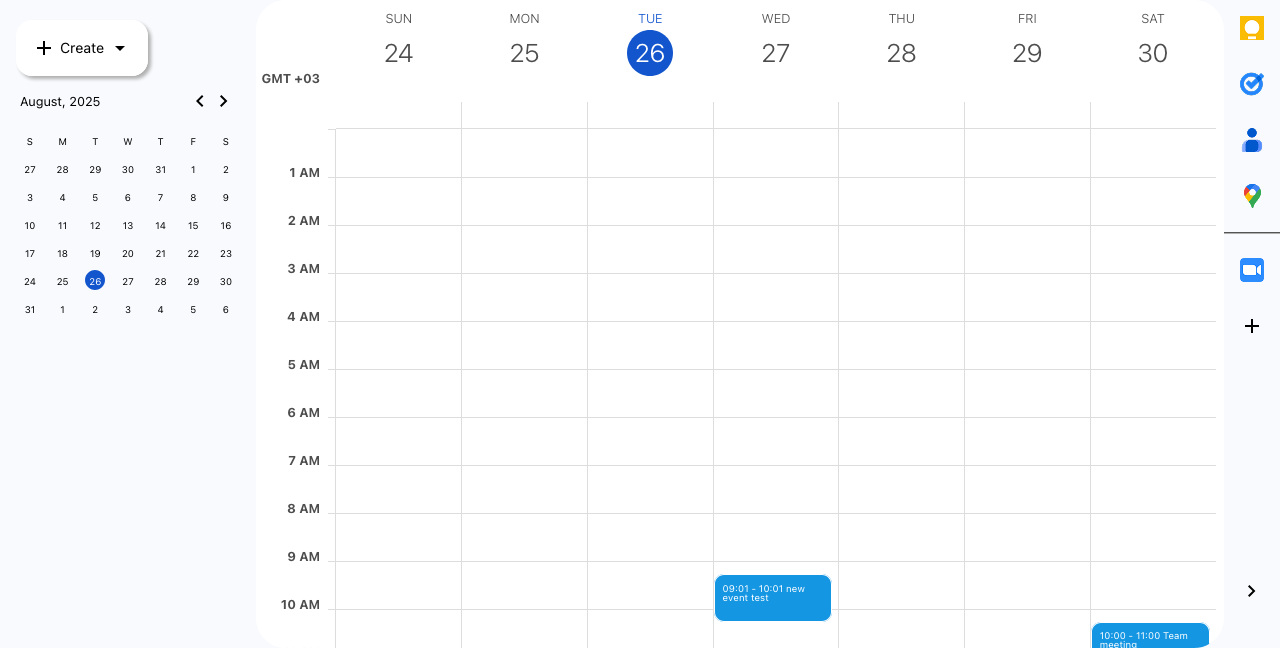 Create
August, 2025
S M T W T F S
27 28 29 30 31 1 2
3 4 5 6 7 8 9
10 11 12 13 14 15 16
17 18 19 20 21 22 23
24 25 26 27 28 29 30
31 1 2 3 4 5 6
SUN MON TUE WED THU FRI SAT
24 25 26 27 28 29 30
GMT +03
1 AM
2 AM
3 AM
4 AM
5 AM
6 AM
7 AM
8 AM
9 AM
09:01 - 10:01 new
event test
10 AM
10:00 - 11:00 Team
meeting